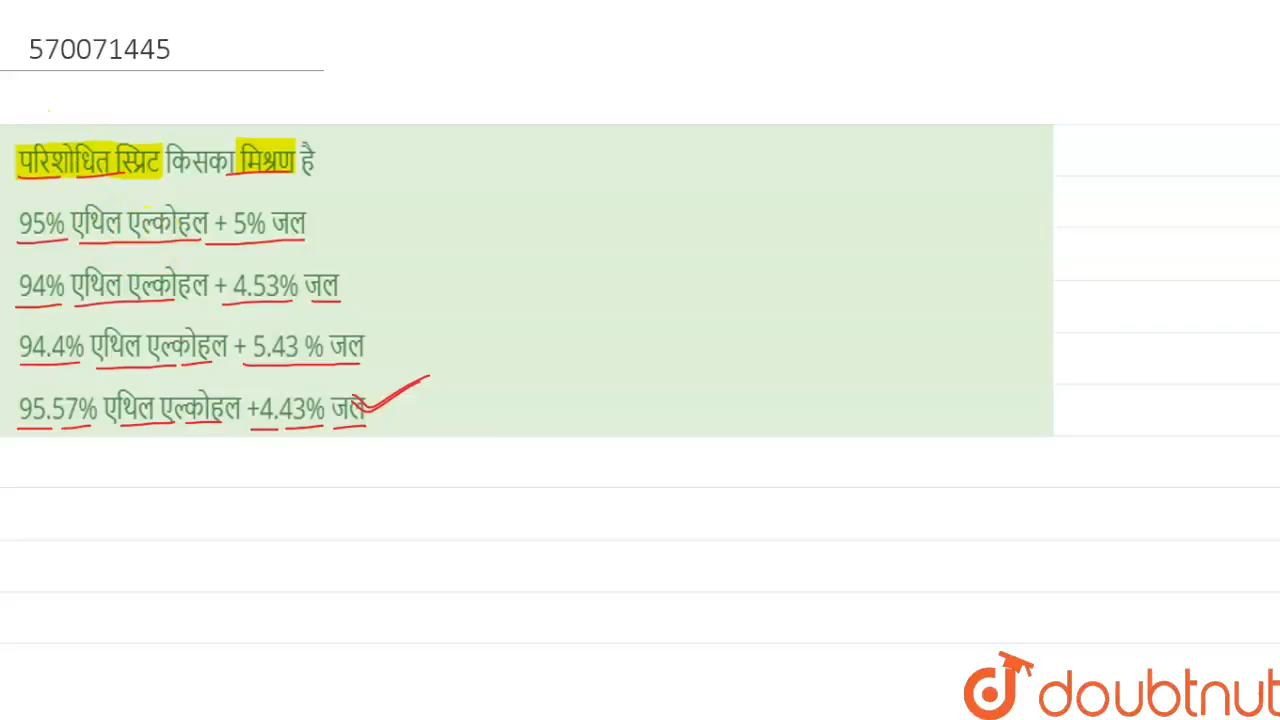 570071445
परिशोधित स्प्रिट किसका मिश्रण है
95% एथिल एल्कोहल + 5% जल
94% एथिल एल्कोहल + 4.53% जल
94.4% एथिल एल्कोहल + 5.43 % जल
95.57% एथिल एल्कोहल +4.43% जल
doubtnut